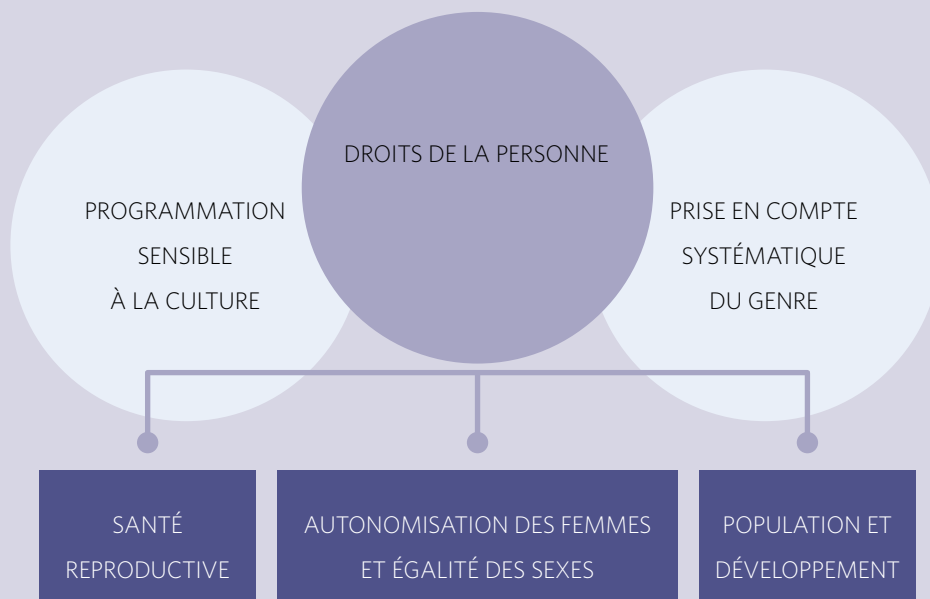 DROITS DE LA PERSONNE
PROGRAMMATION
SENSIBLE
À LA CULTURE
PRISE EN COMPTE
SYSTÉMATIQUE
DU GENRE
SANTÉ
REPRODUCTIVE
AUTONOMISATION DES FEMMES
ET ÉGALITÉ DES SEXES
POPULATION ET
DÉVELOPPEMENT